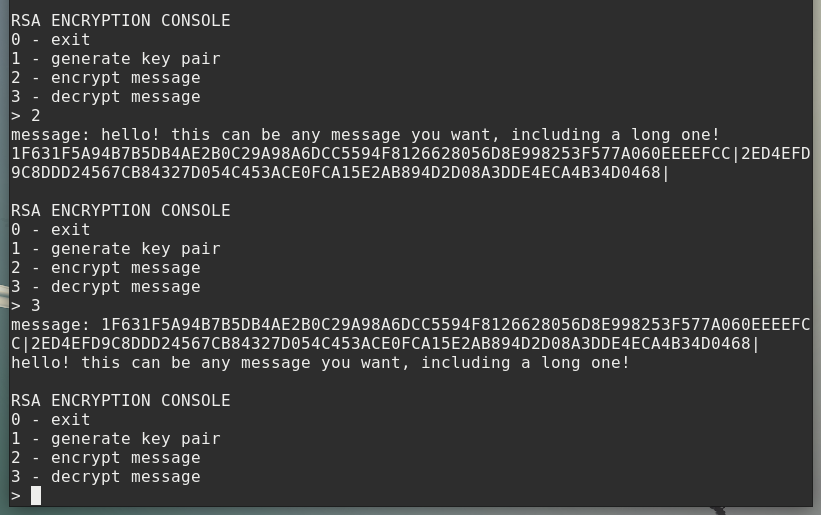 RSA ENCRYPTION CONSOLE
0 - exit
1 - generate key pair
2 - encrypt message
3 - decrypt message
> 2
message: hello! this can be any message you want, including a long one!
1F631F5A94B7B5DB4AE2B0C29A98A6DCC5594F8126628056D8E998253F577A060EEEEFCC|2ED4EFD
9C8DDD24567CB84327D054C453ACE0FCA15E2AB894D2D08A3DDE4ECA4B34D0468|
RSA ENCRYPTION CONSOLE
0 - exit
1 - generate key pair
2 - encrypt message
3 - decrypt message
> 3
message: 1F631F5A94B7B5DB4AE2B0C29A98A6DCC5594F8126628056D8E998253F577A060EEEEFC
C|2ED4EFD9C8DDD24567CB84327D054C453ACE0FCA15E2AB894D2D08A3DDE4ECA4B34D0468|
hello! this can be any message you want, including a long one!
RSA ENCRYPTION CONSOLE
0 - exit
1 - generate key pair
2 - encrypt message
3 - decrypt message
>